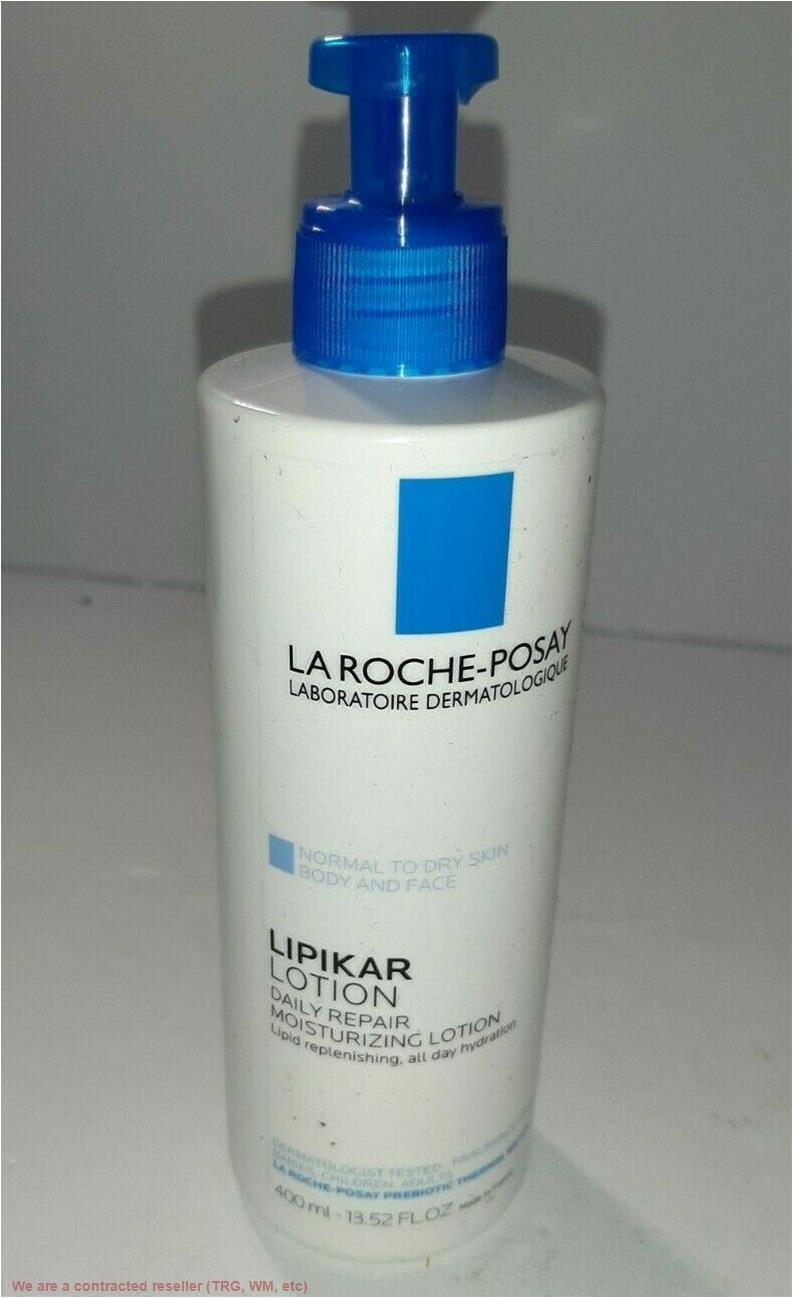 LA ROCHE-POSAY
LABORATOIRE DERMATOLOGIQUE
NORMAL TO DRY SKIN
BODY AND FACE
LIPIKAR
LOTION
DAILY REPAIR
MOISTURIZING LOTION
Lipid replenishing, all day hydration
DERMATOLOGIST TESTED FRAGRANCE
BABIES, CHILDREN, ADULTS
LA ROCHE-POSAY PREBIOTIC THERMAL
400 ml - 13.52 FL.OZ.
We are a contracted reseller (TRG, WM, etc)